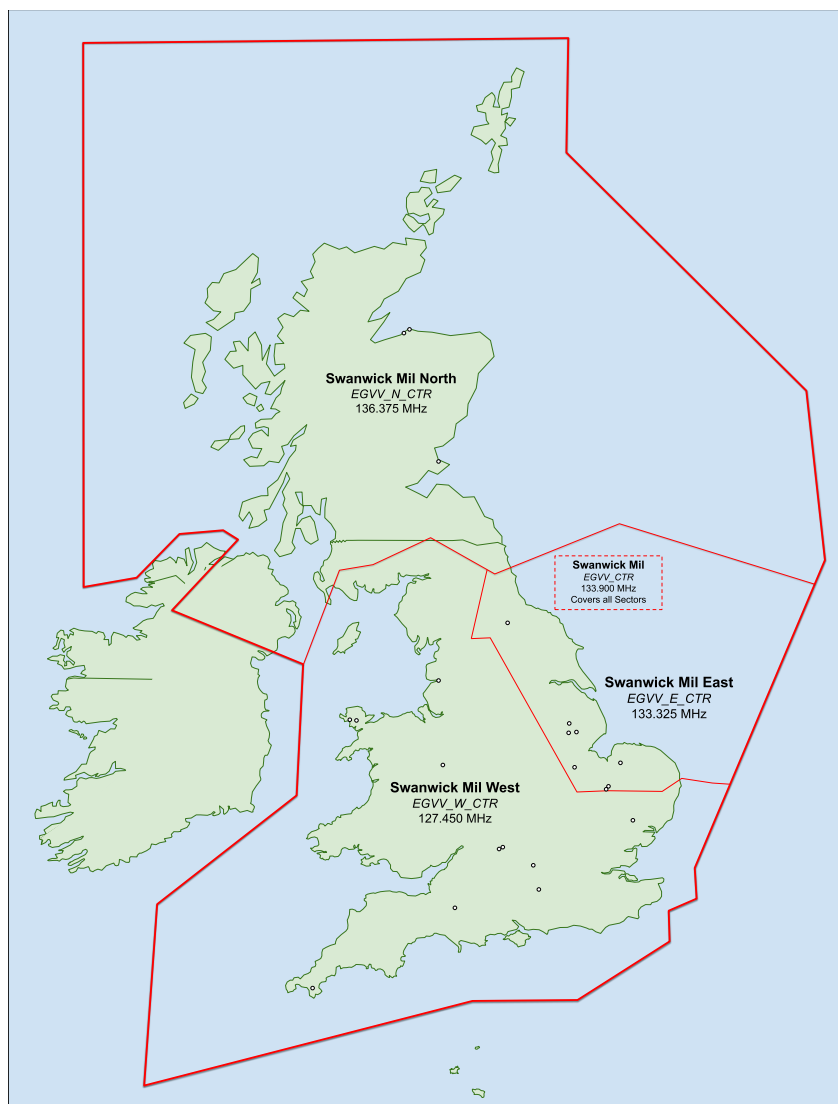 Swanwick Mil North
EGVV_N_CTR
136.375 MHz
Swanwick Mil
EGVV_CTR
133.900 MHz
Covers all Sectors
Swanwick Mil East
EGVV_E_CTR
133.325 MHz
Swanwick Mil West
EGVV_W_CTR
127.450 MHz